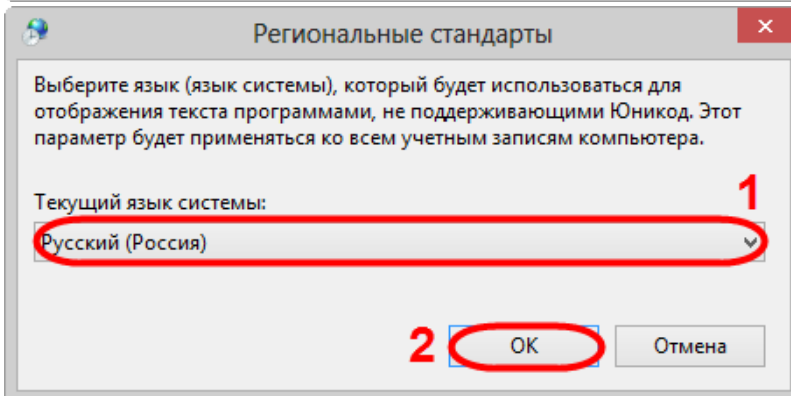 Региональные стандарты
Выберите язык (язык системы), который будет использоваться для
отображения текста программами, не поддерживающими Юникод. Этот
параметр будет применяться ко всем учетным записям компьютера.
Текущий язык системы:
1
Русский (Россия)
2
ОК
Отмена